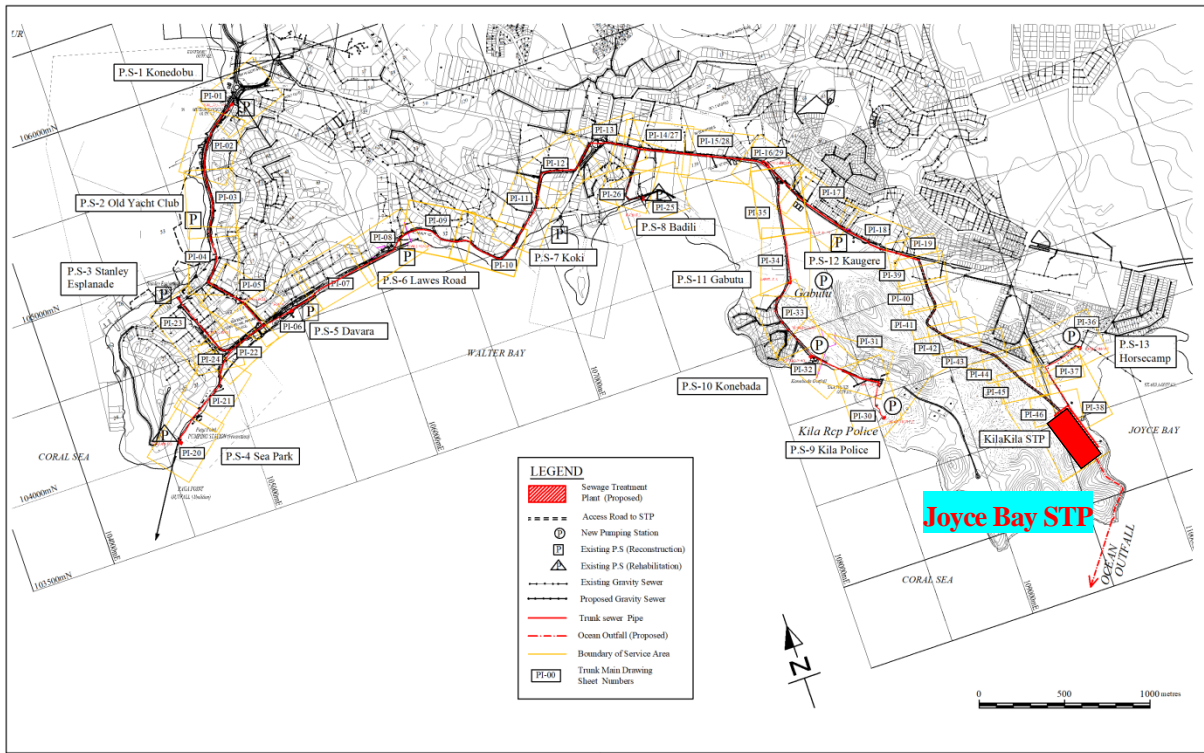 P.S-1 Konedobu
PI-01
P
106000mN
PI-02
P.S-2 Old Yacht Club
PI-03
P
PI-04
P.S-3 Stanley
Esplanade
P
PI-05
105000mN
PI-23
PI-24
PI-22
PI-06
P
P.S-5 Davara
PI-07
PI-08
P
P.S-6 Lawes Road
PI-09
PI-10
PI-11
PI-12
PI-13
P
P.S-7 Koki
PI-14/27
PI-15/28
PI-16/29
PI-26
P
PI-25
P.S-8 Badili
PI-17
PI-35
PI-18
P
P.S-12 Kaugere
PI-19
PI-34
P.S-11 Gabutu
P
Gabutu
PI-39
PI-40
PI-33
PI-41
PI-31
P
PI-32
PI-42
PI-43
PI-44
PI-45
P.S-10 Konebada
P
PI-30
Kila Rcp Police
P.S-9 Kila Police
PI-36
P
P.S-13
Horsecamp
PI-37
PI-46
PI-38
KilaKila STP
JOYCE BAY
WALTER BAY
PI-21
P
PI-20
P.S-4 Sea Park
CORAL SEA
104000mN
103500mN
104900mE
105000mE
106000mE
107000mE
109000mE
Joyce Bay STP
OCEAN
OUTFALL
CORAL SEA
LEGEND
Sewage Treatment
Plant (Proposed)
Access Road to STP
P
New Pumping Station
P
Existing P.S (Reconstruction)
P
Existing P.S (Rehabilitation)
Existing Gravity Sewer
Proposed Gravity Sewer
Trunk sewer Pipe
Ocean Outfall (Proposed)
Boundary of Service Area
PI-00
Trunk Main Drawing
Sheet Numbers
N
0 500 1000 metres